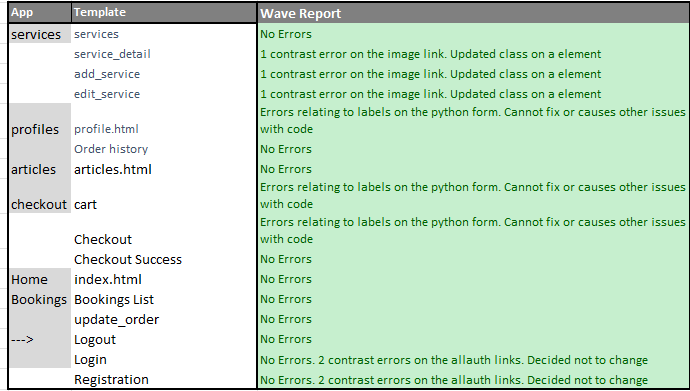 App Template Wave Report
services services No Errors
service_detail 1 contrast error on the image link. Updated class on a element
add_service 1 contrast error on the image link. Updated class on a element
edit_service 1 contrast error on the image link. Updated class on a element
Errors relating to labels on the python form. Cannot fix or causes other issues
profiles profile.html with code
Order history No Errors
articles articles.html No Errors
Errors relating to labels on the python form. Cannot fix or causes other issues
checkout cart with code
Errors relating to labels on the python form. Cannot fix or causes other issues
Checkout with code
Checkout Success No Errors
Home index.html No Errors
Bookings Bookings List No Errors
update_order No Errors
---> Logout No Errors
Login No Errors. 2 contrast errors on the allauth links. Decided not to change
Registration No Errors. 2 contrast errors on the allauth links. Decided not to change